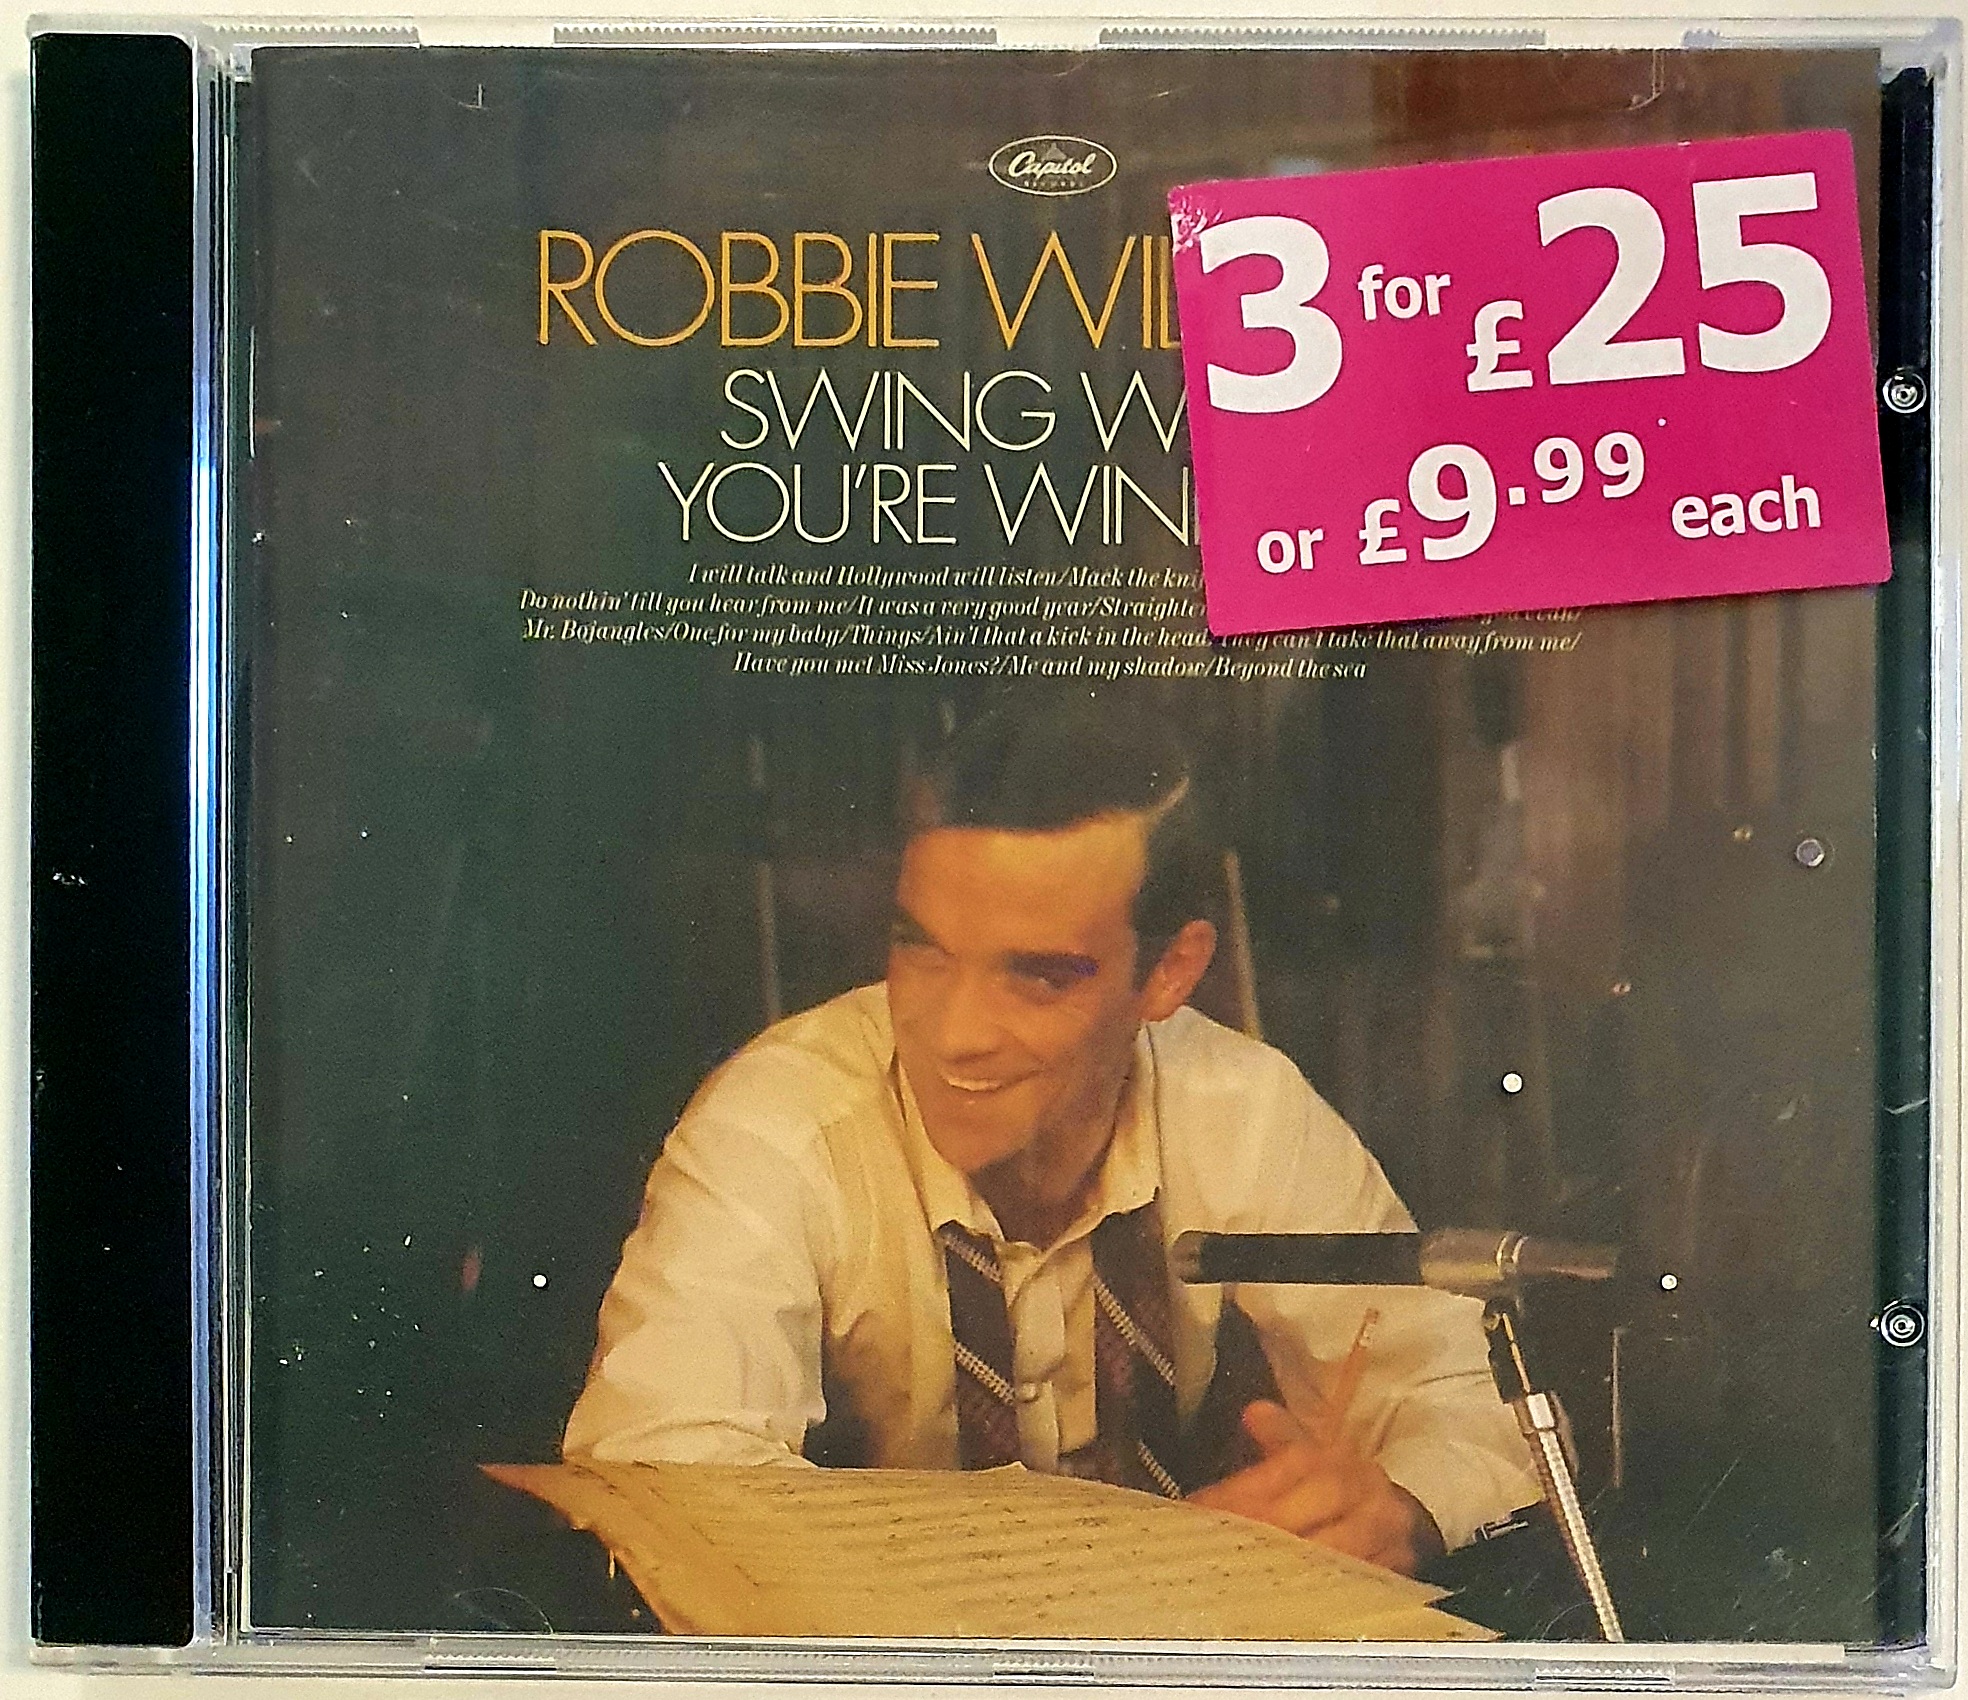 Capitol
RECORDS
ROBBIE WIL
SWING W
YOU'RE WIN
3 for £25
or £9.99 each
I will talk and Hollywood will listen/Mack the kni
Do nothin' till you hear from me/It was a very good year/Straighte
Mr. Bojangles/One for my baby/Things/Ain't that a kick in the head/They can't take that away from me/
Have you met Miss Jones?/Me and my shadow/Beyond the sea